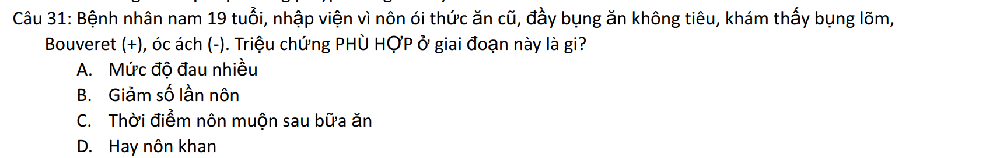 Câu 31: Bệnh nhân nam 19 tuổi, nhập viện vì nôn ói thức ăn cũ, đầy bụng ăn không tiêu, khám thấy bụng lõm,
Bouveret (+), óc ách (-). Triệu chứng PHÙ HỢP ở giai đoạn này là gi?
A. Mức độ đau nhiều
B. Giảm số lần nôn
C. Thời điểm nôn muộn sau bữa ăn
D. Hay nôn khan